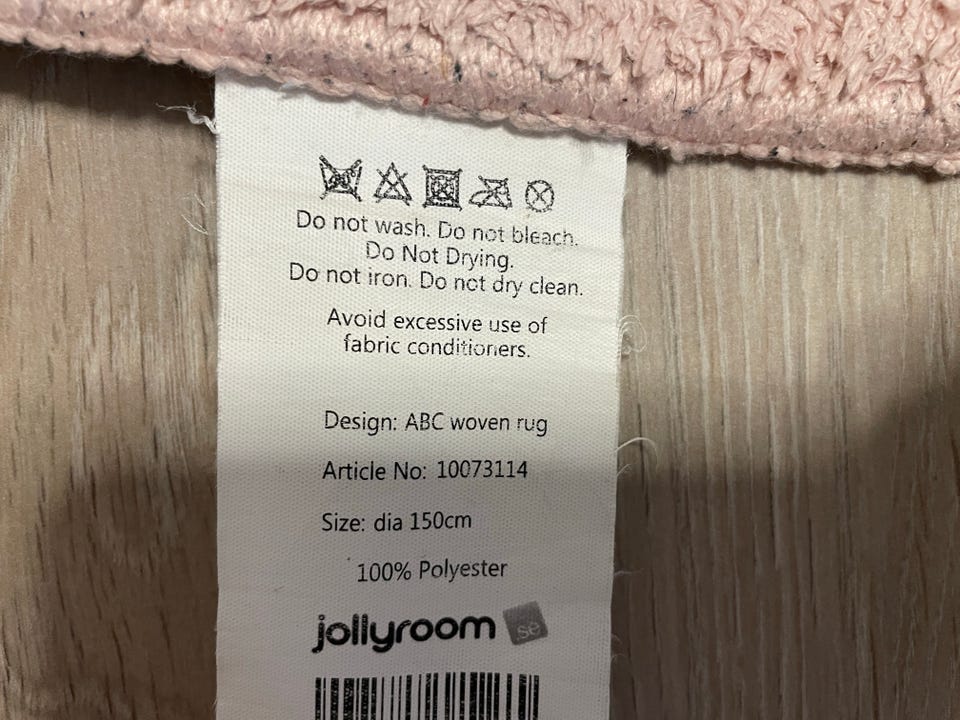 Do not wash. Do not bleach.
Do Not Drying.
Do not iron. Do not dry clean.
Avoid excessive use of
fabric conditioners.
Design: ABC woven rug
Article No: 10073114
Size: dia 150cm
100% Polyester
jollyroom se